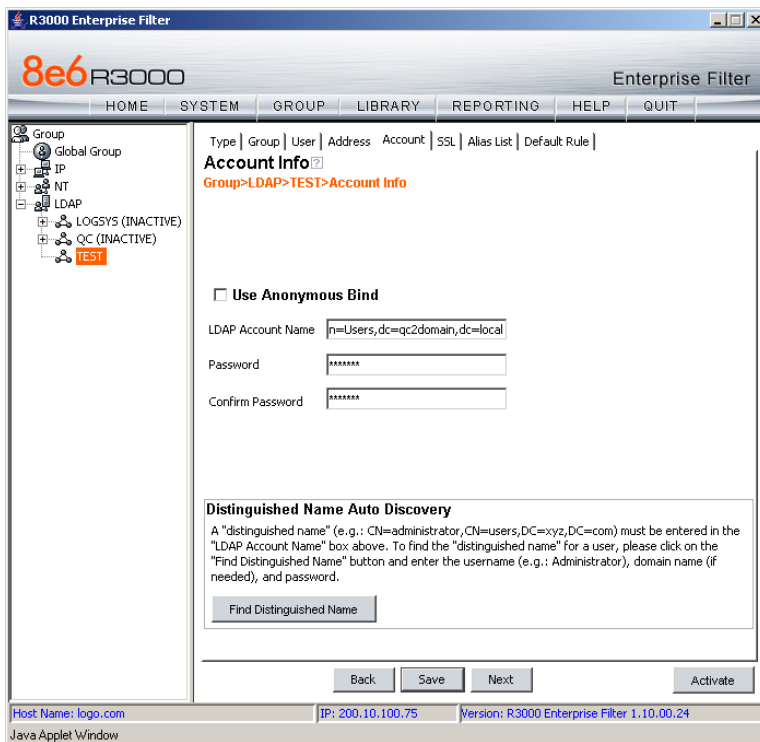 R3000 Enterprise Filter
8e6 R3000
Enterprise Filter
HOME SYSTEM GROUP LIBRARY REPORTING HELP QUIT
Group
Global Group
IP
NT
LDAP
LOGSYS (INACTIVE)
QC (INACTIVE)
TEST
Type | Group | User | Address Account | SSL | Alias List | Default Rule |
Account Info ?
Group>LDAP>TEST>Account Info
Use Anonymous Bind
LDAP Account Name n=Users,dc=qc2domain,dc=local
Password *******
Confirm Password *******
Distinguished Name Auto Discovery
A "distinguished name" (e.g.: CN=administrator,CN=users,DC=xyz,DC=com) must be entered in the
"LDAP Account Name" box above. To find the "distinguished name" for a user, please click on the
"Find Distinguished Name" button and enter the username (e.g.: Administrator), domain name (if
needed), and password.
Find Distinguished Name
Back Save Next Activate
Host Name: logo.com IP: 200.10.100.75 Version: R3000 Enterprise Filter 1.10.00.24
Java Applet Window